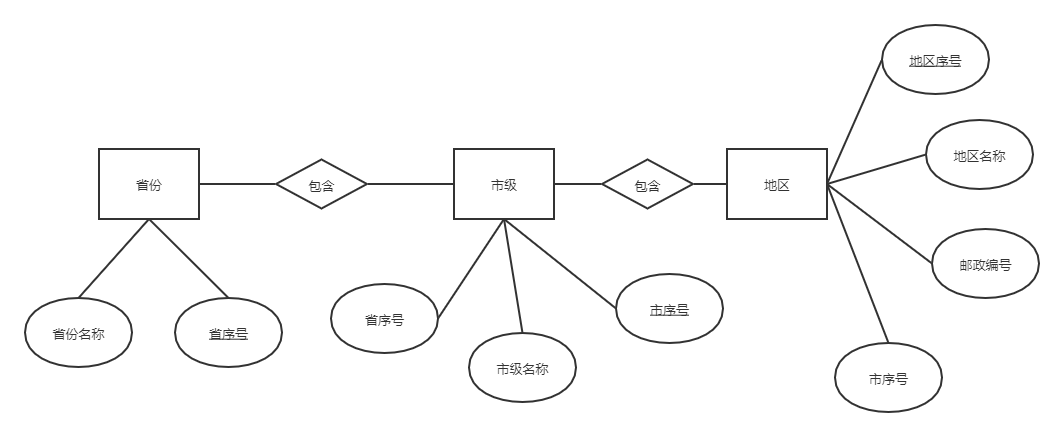 地区序号
地区名称
省份
包含
市级
包含
地区
邮政编号
省份名称
省序号
省序号
市级名称
市序号
市序号